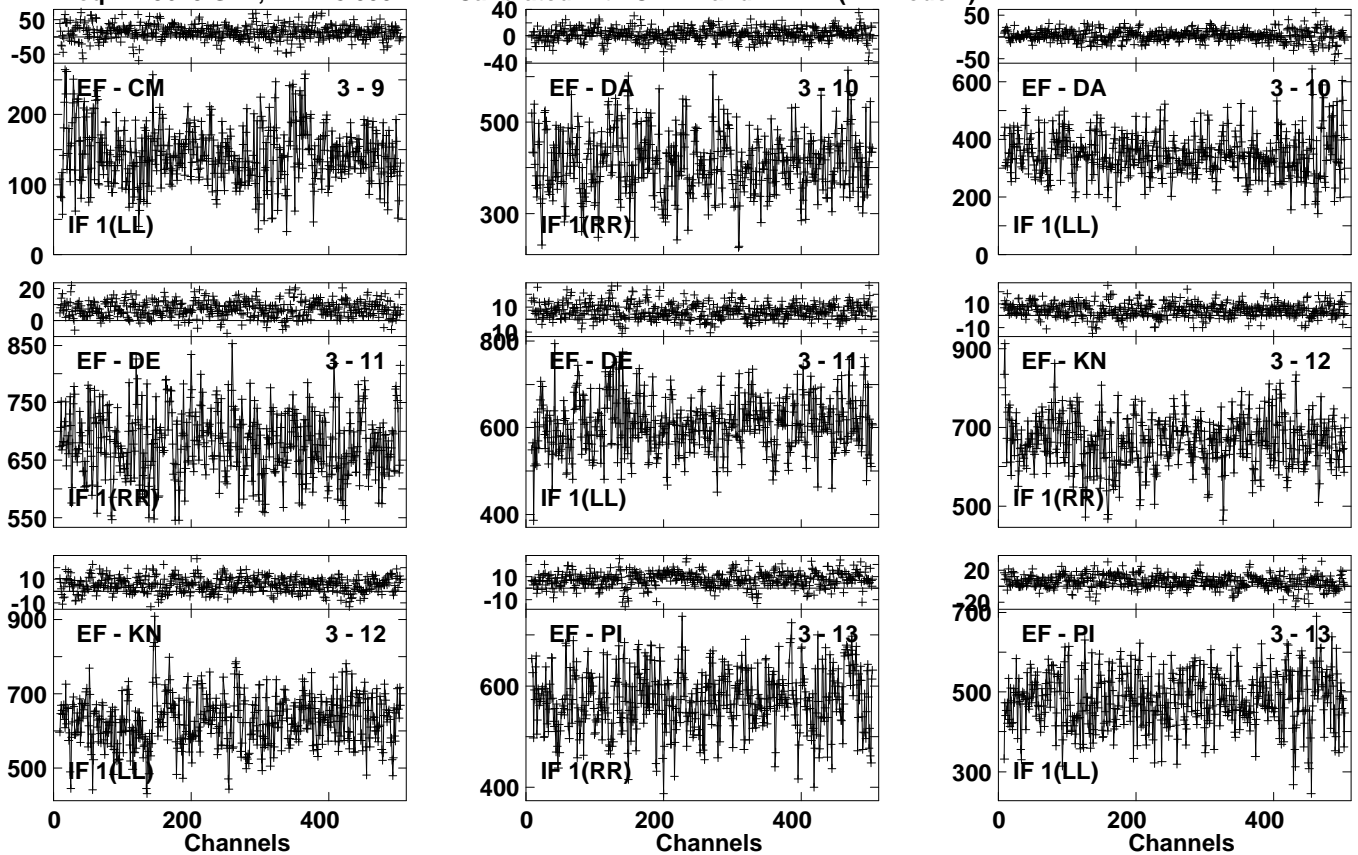 50
-50
EF - CM 3 - 9
200
100
IF 1(LL)
0
40
0
-40
EF - DA 3 - 10
500
300
IF 1(RR)
50
-50
600
EF - DA 3 - 10
400
200
IF 1(LL)
0
20
0
850
EF - DE 3 - 11
750
650
IF 1(RR)
550
10
-10
800
EF - DE 3 - 11
600
IF 1(LL)
400
10
-10
900
EF - KN 3 - 12
700
500
IF 1(RR)
10
-10
900
EF - KN 3 - 12
700
500
IF 1(LL)
0 200 400
Channels
10
-10
EF - PI 3 - 13
600
IF 1(RR)
400
0 200 400
Channels
20
-20
700
EF - PI 3 - 13
500
300
IF 1(LL)
0 200 400
Channels